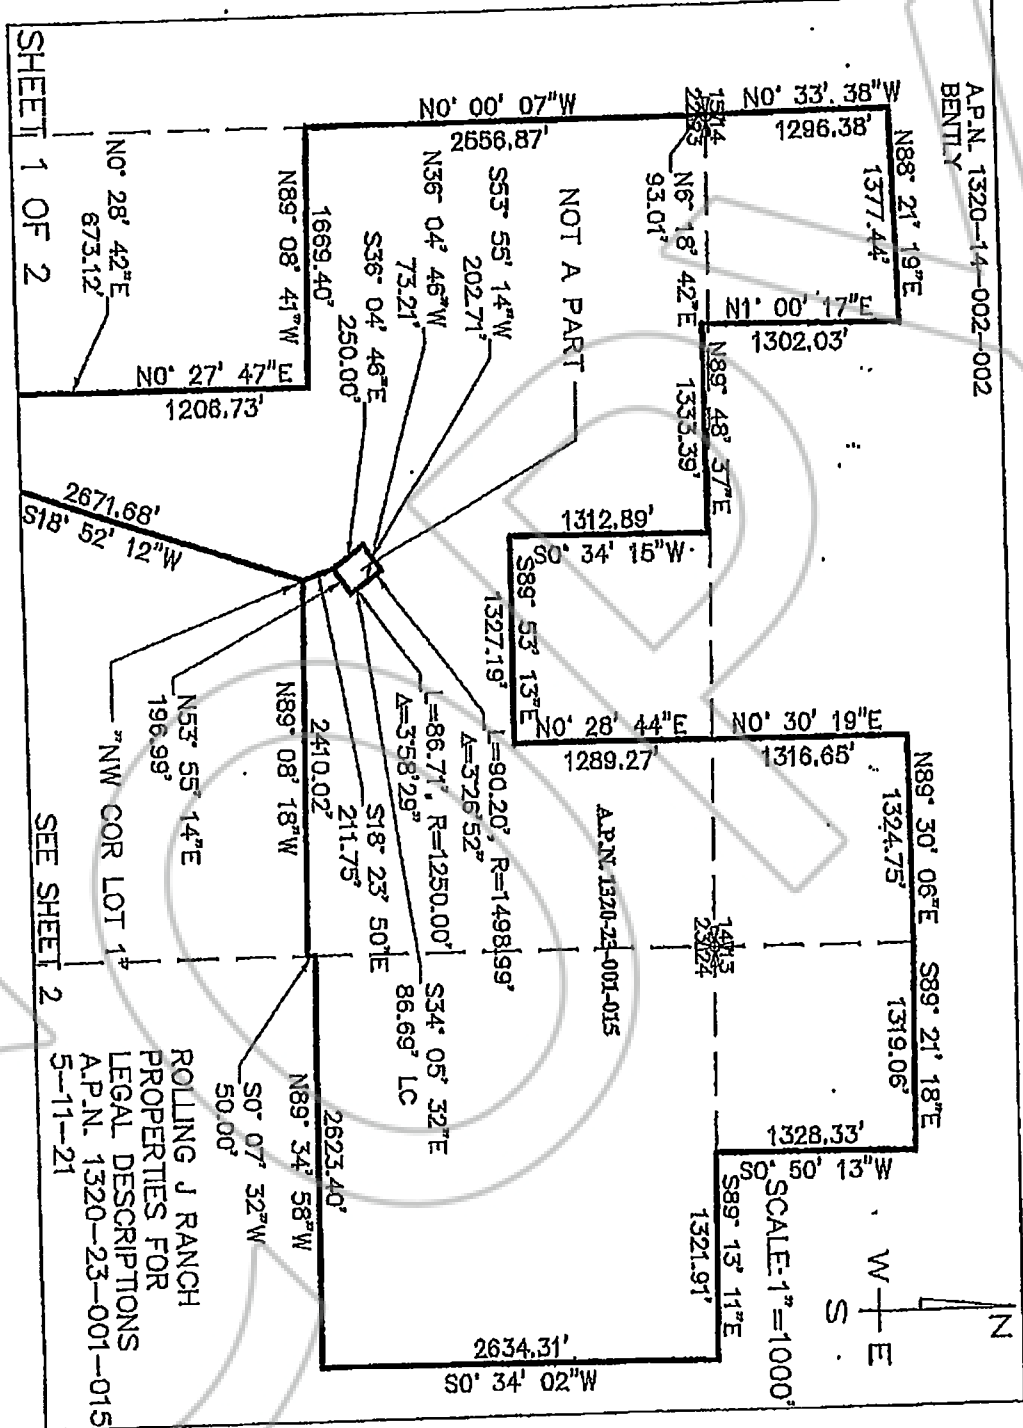 A.P.N. 1320-14-002-002
BENTLY
N88° 21' 19"E
1377.44'
N0° 33' 38"W
1296.38'
N1° 00' 17"E
1302.03'
15 14
22 23
N6° 18' 42"E
93.01'
N0° 00' 07"W
2656.87'
N89° 48' 37"E
1333.39'
1312.89'
S0° 34' 15"W
S89° 53' 13"E
1327.19'
N0° 28' 44"E
1289.27'
N0° 30' 19"E
1316.65'
N89° 30' 06"E
1324.75'
S89° 21' 18"E
1319.06'
1328.33'
S0° 50' 13"W
S89° 13' 11"E
1321.91'
SCALE-1"=1000'
N
W
E
S
14 13
23 24
A.P.N. 1320-23-001-015
2634.31'
S0° 34' 02"W
NOT A PART
S53° 55' 14"W
202.71'
N36° 04' 46"W
73.21'
S36° 04' 46"E
250.00'
L=90.20', R=1498.99'
Δ=3°26'52"
L=86.71', R=1250.00'
Δ=3°58'29"
S34° 05' 32"E
86.69' LC
S18° 23' 50"E
211.75'
N53° 55' 14"E
196.99'
"NW COR LOT 1"
1669.40'
N89° 08' 41"W
N0° 27' 47"E
1206.73'
N0° 28' 42"E
673.12'
2671.68'
S18° 52' 12"W
2410.02'
N89° 08' 18"W
S0° 07' 32"W
50.00'
2623.40'
N89° 34' 58"W
SHEET 1 OF 2
SEE SHEET 2
ROLLING J RANCH
PROPERTIES FOR
LEGAL DESCRIPTIONS
A.P.N. 1320-23-001-015
5-11-21